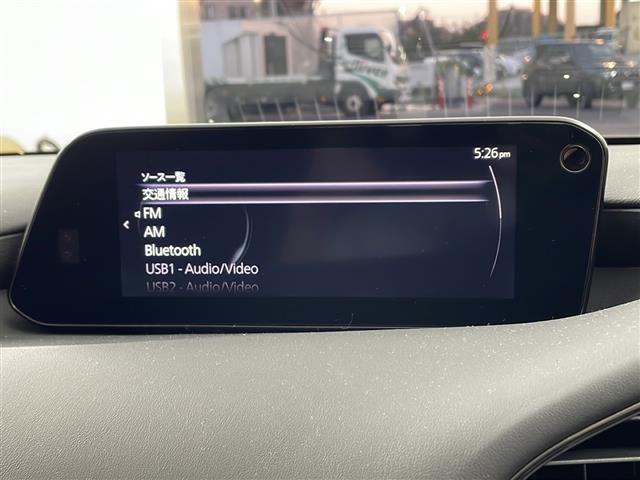 5:26pm
ソース一覧
交通情報
FM
AM
Bluetooth
USB1 - Audio/Video
USB2 - Audio/Video